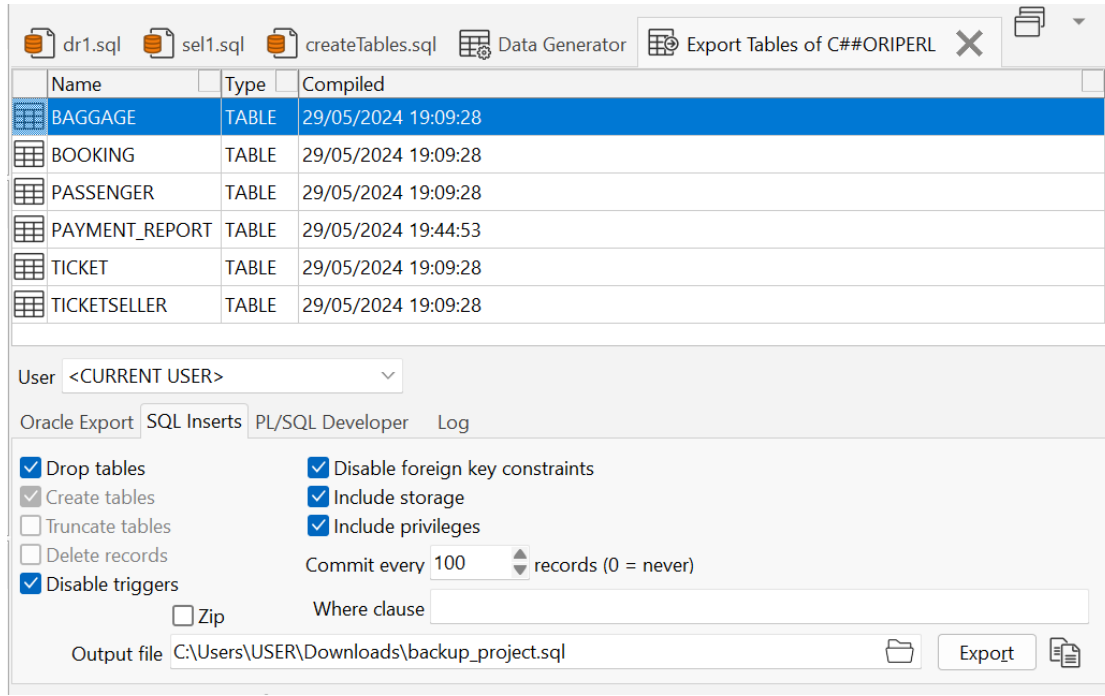 dr1.sql sel1.sql createTables.sql Data Generator Export Tables of C##ORIPERL
Name Type Compiled
BAGGAGE TABLE 29/05/2024 19:09:28
BOOKING TABLE 29/05/2024 19:09:28
PASSENGER TABLE 29/05/2024 19:09:28
PAYMENT_REPORT TABLE 29/05/2024 19:44:53
TICKET TABLE 29/05/2024 19:09:28
TICKETSELLER TABLE 29/05/2024 19:09:28
User <CURRENT USER>
Oracle Export SQL Inserts PL/SQL Developer Log
Drop tables Disable foreign key constraints
Create tables Include storage
Truncate tables Include privileges
Delete records Commit every 100 records (0 = never)
Disable triggers
Zip Where clause
Output file C:\Users\USER\Downloads\backup_project.sql Export